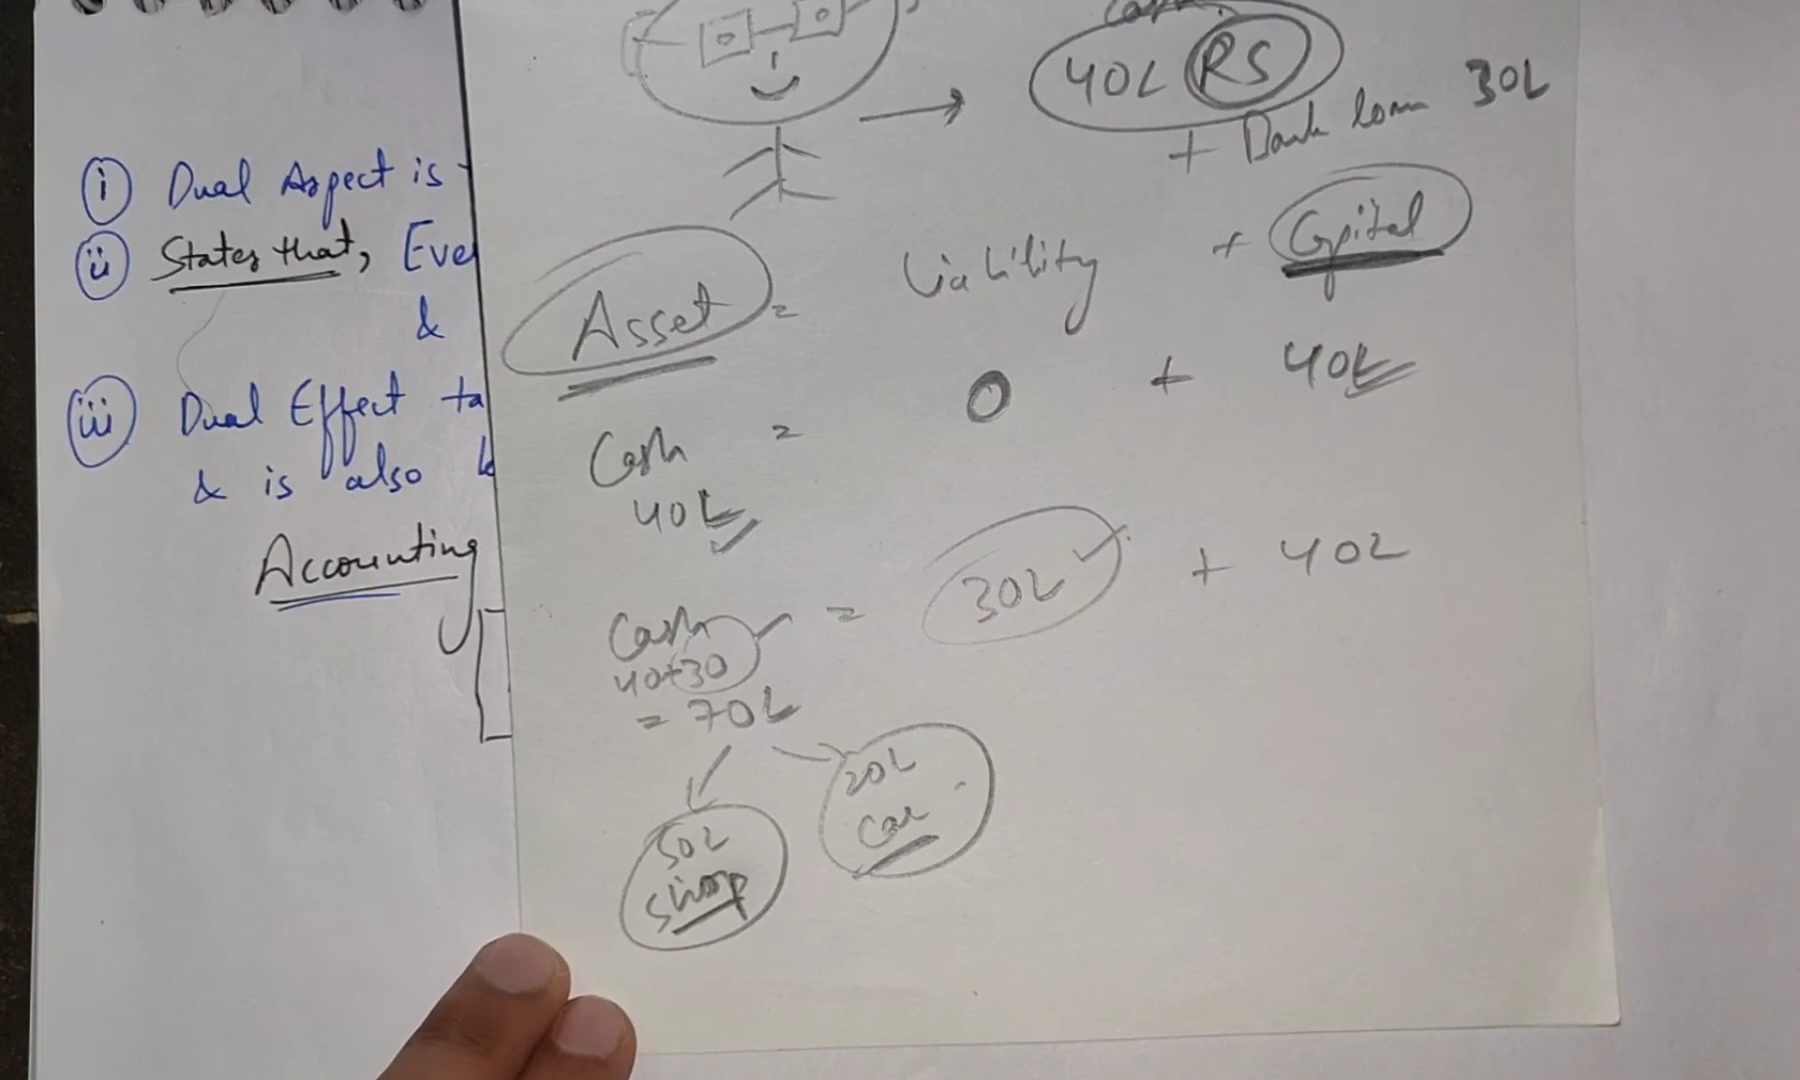 Cash
40L RS
+ Bank loan 30L
Asset = Liability + Capital
Cash = 0 + 40L
40L
Cash = 30L + 40L
40+30
= 70L
50L
Shop
20L
Car
i Dual Aspect is
ii States that, Eve
&
iii Dual Effect ta
& is also
Accounting